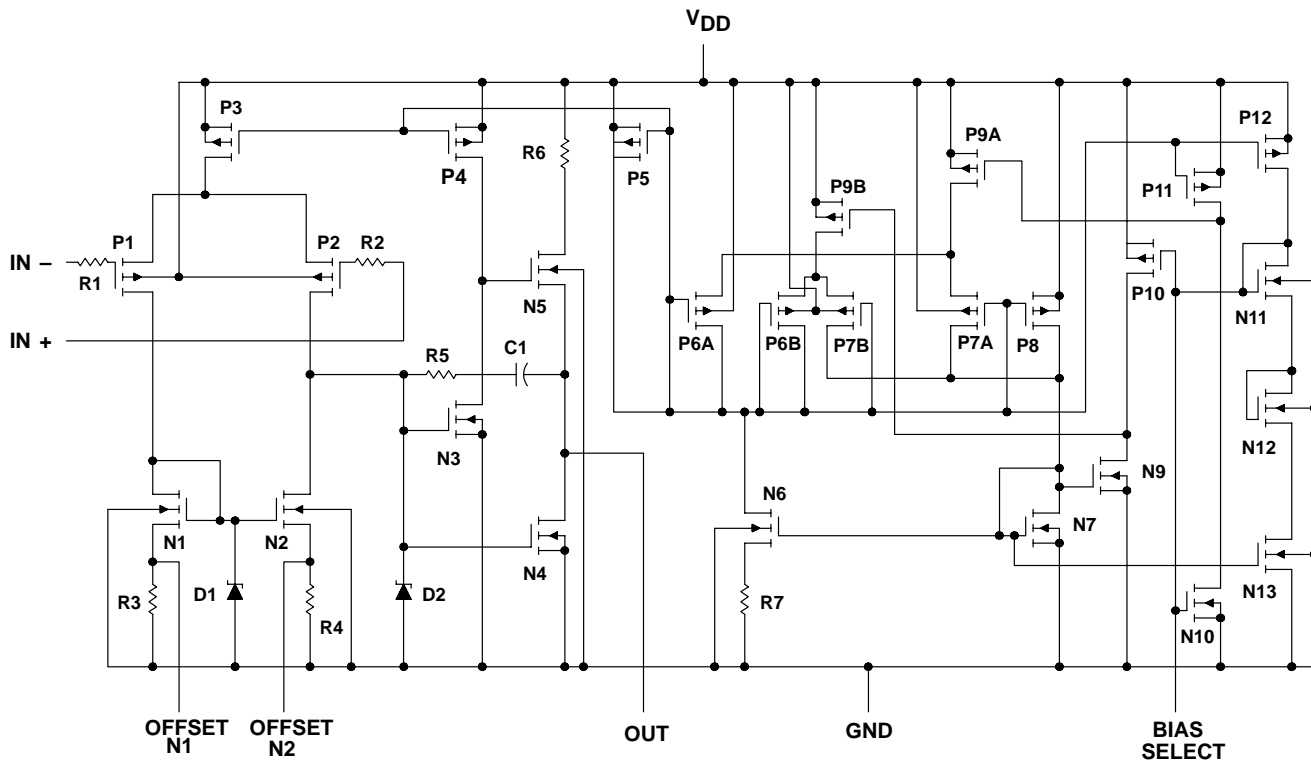 VDD
P3
P4
R6
P5
P9B
P9A
P12
P11
P1
P2
R2
IN –
R1
N5
P10
N11
IN +
P6A
P6B
P7B
P7A
P8
R5
C1
N3
N12
N9
N6
N7
N1
N2
N4
N13
R3
D1
R4
D2
R7
N10
OFFSET
N1
OFFSET
N2
OUT
GND
BIAS
SELECT